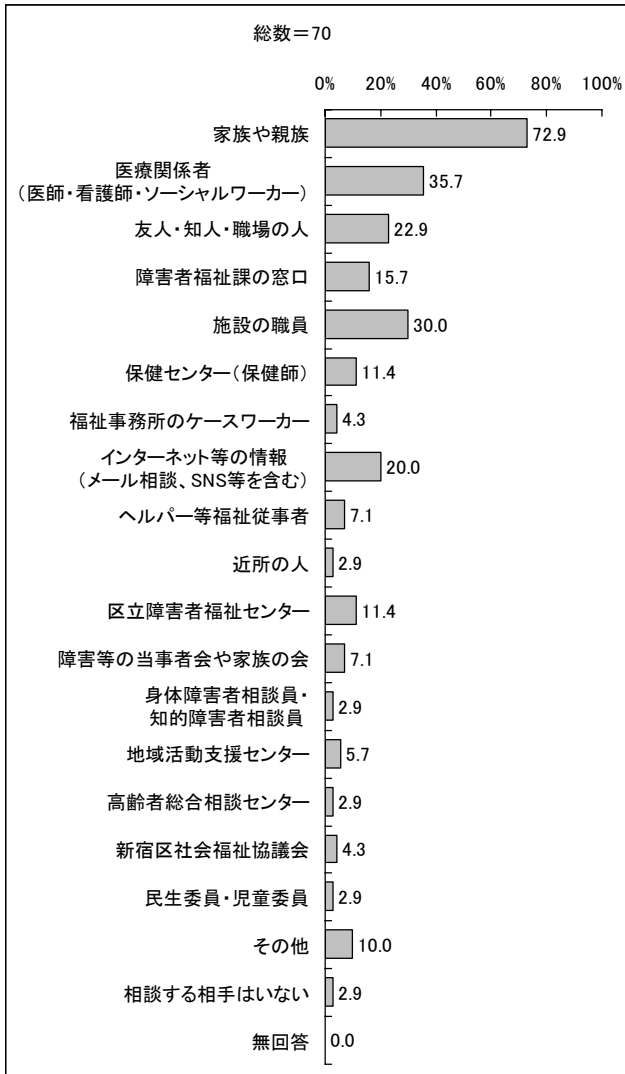 総数=70
0% 20% 40% 60% 80% 100%
家族や親族 72.9
医療関係者
(医師・看護師・ソーシャルワーカー) 35.7
友人・知人・職場の人 22.9
障害者福祉課の窓口 15.7
施設の職員 30.0
保健センター(保健師) 11.4
福祉事務所のケースワーカー 4.3
インターネット等の情報
(メール相談、SNS等を含む) 20.0
ヘルパー等福祉従事者 7.1
近所の人 2.9
区立障害者福祉センター 11.4
障害等の当事者会や家族の会 7.1
身体障害者相談員・
知的障害者相談員 2.9
地域活動支援センター 5.7
高齢者総合相談センター 2.9
新宿区社会福祉協議会 4.3
民生委員・児童委員 2.9
その他 10.0
相談する相手はいない 2.9
無回答 0.0